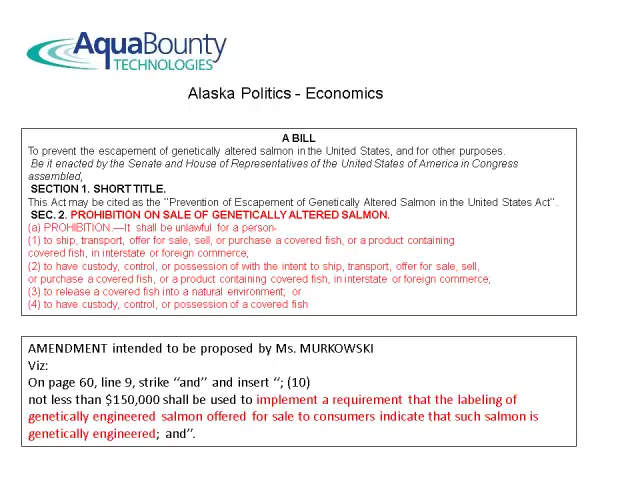 AquaBounty
TECHNOLOGIES
Alaska Politics - Economics
A BILL
To prevent the escapement of genetically altered salmon in the United States, and for other purposes.
Be it enacted by the Senate and House of Representatives of the United States of America in Congress
assembled,
SECTION 1. SHORT TITLE.
This Act may be cited as the "Prevention of Escapement of Genetically Altered Salmon in the United States Act".
SEC. 2. PROHIBITION ON SALE OF GENETICALLY ALTERED SALMON.
(a) PROHIBITION.—It shall be unlawful for a person-
(1) to ship, transport, offer for sale, sell, or purchase a covered fish, or a product containing
covered fish, in interstate or foreign commerce;
(2) to have custody, control, or possession of with the intent to ship, transport, offer for sale, sell,
or purchase a covered fish, or a product containing covered fish, in interstate or foreign commerce;
(3) to release a covered fish into a natural environment; or
(4) to have custody, control, or possession of a covered fish
AMENDMENT intended to be proposed by Ms. MURKOWSKI
Viz:
On page 60, line 9, strike "and" and insert "; (10)
not less than $150,000 shall be used to implement a requirement that the labeling of
genetically engineered salmon offered for sale to consumers indicate that such salmon is
genetically engineered; and".